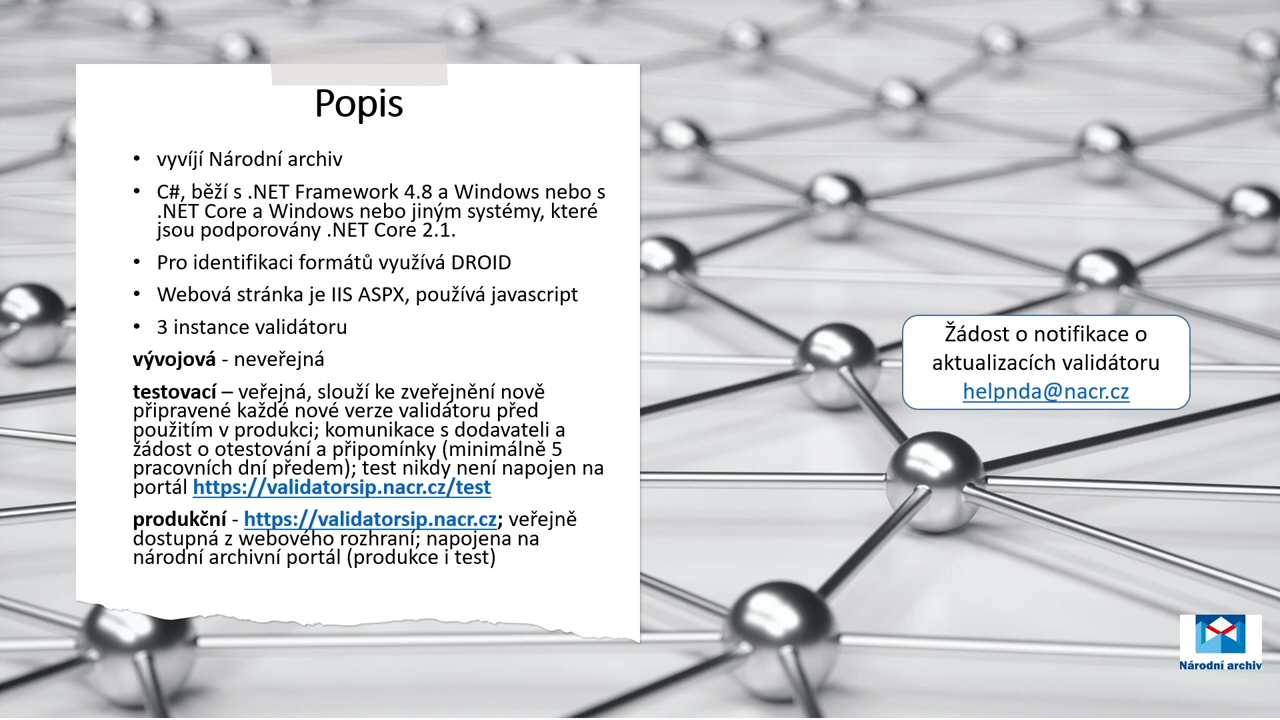 Popis
• vyvíjí Národní archiv
• C#, běží s .NET Framework 4.8 a Windows nebo s
.NET Core a Windows nebo jiným systémy, které
jsou podporovány .NET Core 2.1.
• Pro identifikaci formátů využívá DROID
• Webová stránka je IIS ASPX, používá javascript
• 3 instance validátoru
vývojová - neveřejná
testovací – veřejná, slouží ke zveřejnění nově
připravené každé nové verze validátoru před
použitím v produkci; komunikace s dodavateli a
žádost o otestování a připomínky (minimálně 5
pracovních dní předem); test nikdy není napojen na
portál https://validatorsip.nacr.cz/test
produkční - https://validatorsip.nacr.cz; veřejně
dostupná z webového rozhraní; napojena na
národní archivní portál (produkce i test)
Žádost o notifikace o
aktualizacích validátoru
helpnda@nacr.cz
Národní archiv